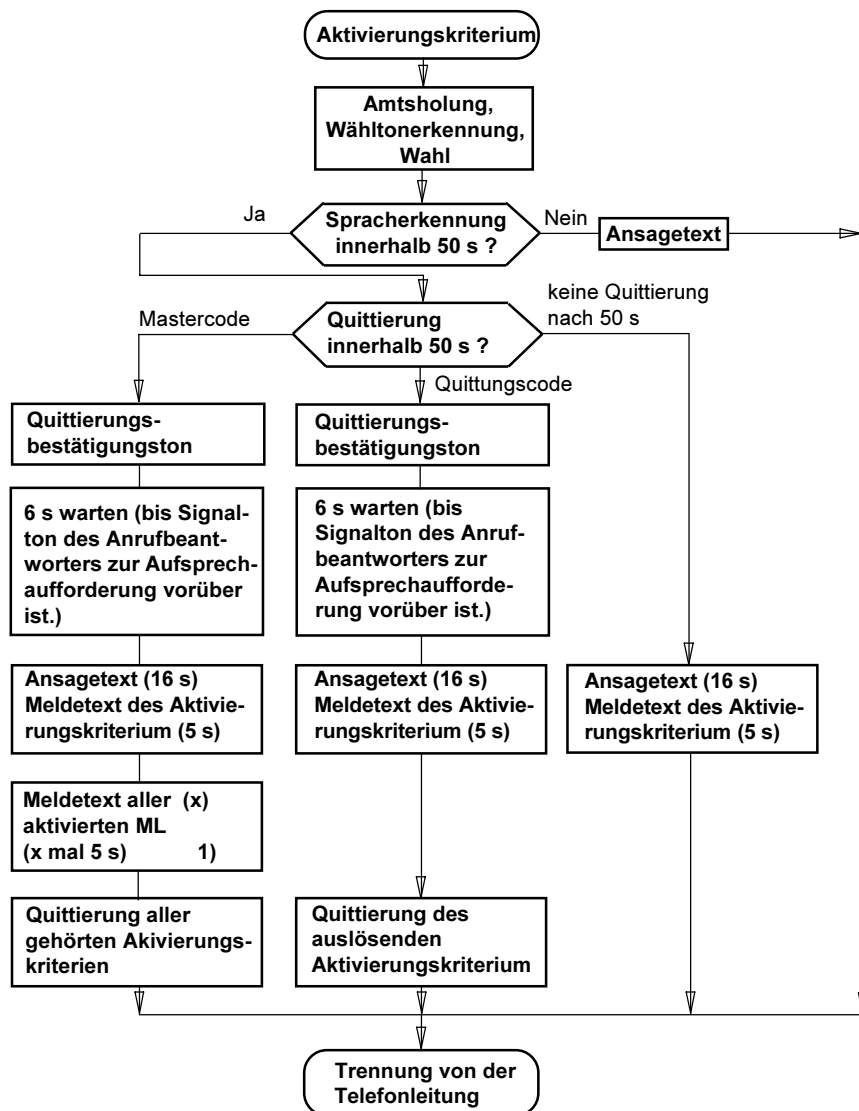 Aktivierungskriterium
Amtsholung,
Wähltonerkennung,
Wahl
Ja
Spracherkennung
innerhalb 50 s ?
Nein
Ansagetext
Mastercode
Quittierung
innerhalb 50 s ?
keine Quittierung
nach 50 s
Quittungscode
Quittierungs-
bestätigungston
Quittierungs-
bestätigungston
6 s warten (bis Signal-
ton des Anrufbeant-
worters zur Aufsprech-
aufforderung vorüber
ist.)
6 s warten (bis
Signalton des Anruf-
beantworters zur
Aufsprechaufforde-
rung vorüber ist.)
Ansagetext (16 s)
Meldetext des Aktivie-
rungskriterium (5 s)
Ansagetext (16 s)
Meldetext des Aktivie-
rungskriterium (5 s)
Ansagetext (16 s)
Meldetext des Aktivie-
rungskriterium (5 s)
Meldetext aller (x)
aktivierten ML
(x mal 5 s) 1)
Quittierung aller
gehörten Akivierungs-
kriterien
Quittierung des
auslösenden
Aktivierungskriterium
Trennung von der
Telefonleitung